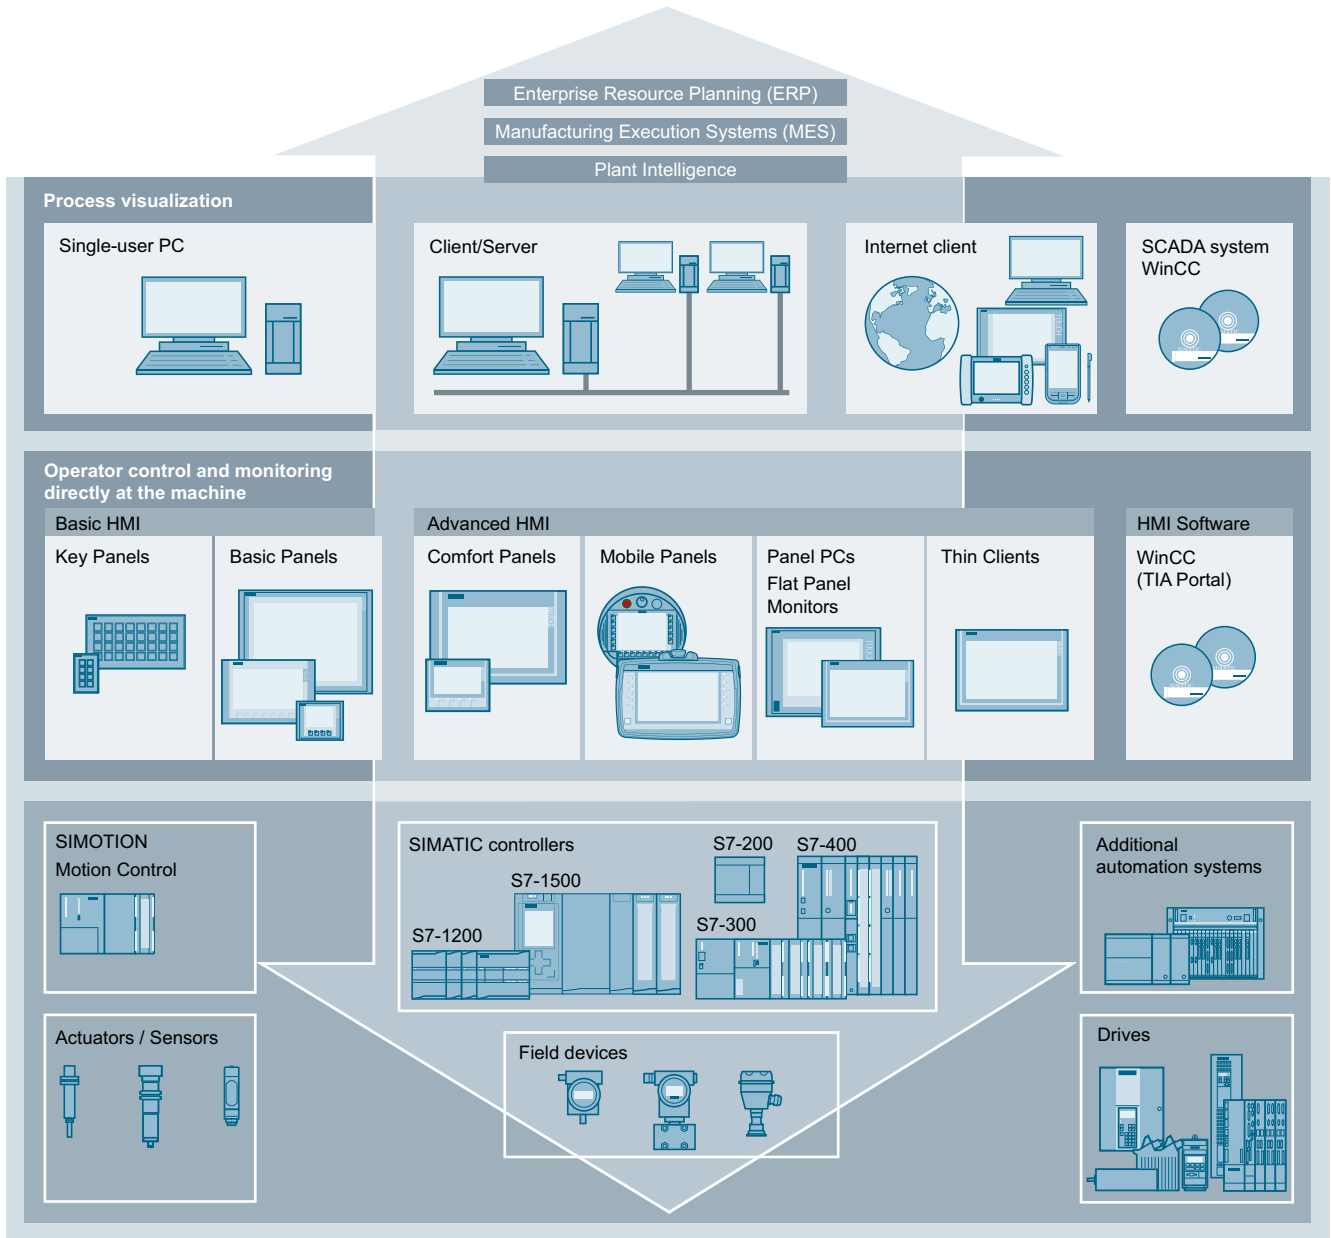 Enterprise Resource Planning (ERP)
Manufacturing Execution Systems (MES)
Plant Intelligence
Process visualization
Single-user PC
Client/Server
Internet client
SCADA system
WinCC
Operator control and monitoring
directly at the machine
Basic HMI
Advanced HMI
HMI Software
Key Panels
Basic Panels
Comfort Panels
Mobile Panels
Panel PCs
Flat Panel
Monitors
Thin Clients
WinCC
(TIA Portal)
SIMOTION
Motion Control
SIMATIC controllers
S7-1500
S7-1200
S7-200
S7-400
S7-300
Additional
automation systems
Actuators / Sensors
Field devices
Drives